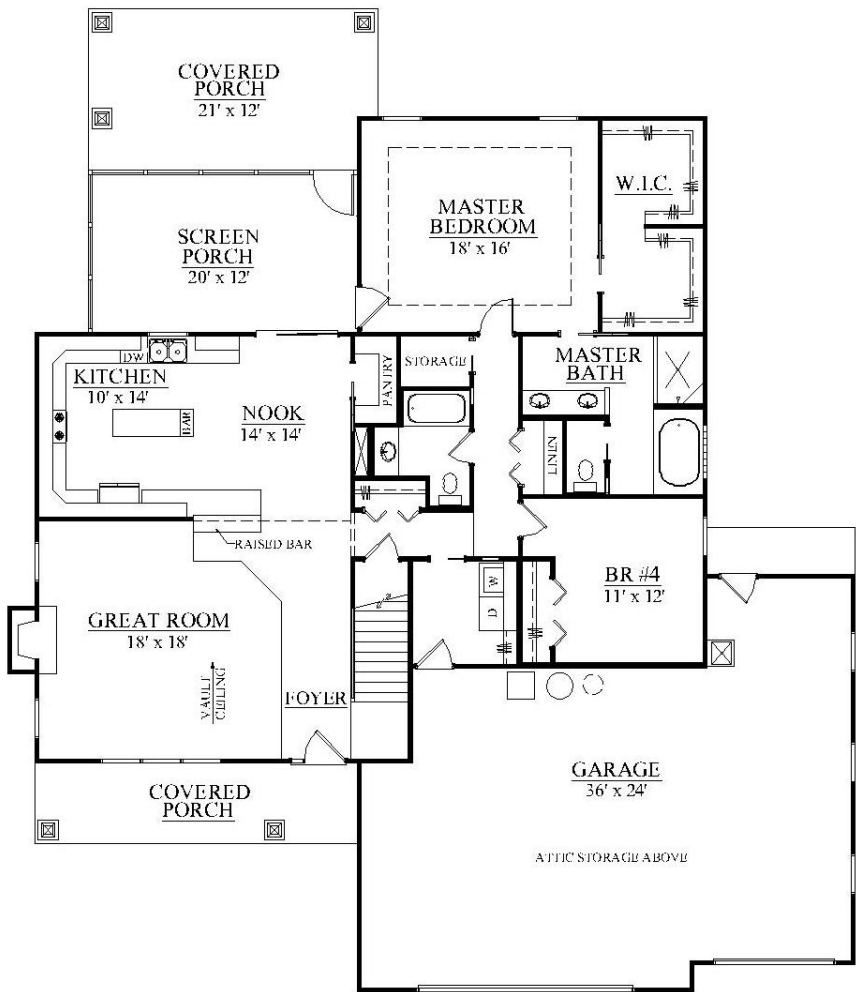 COVERED
PORCH
21' x 12'
W.I.C.
MASTER
BEDROOM
18' x 16'
SCREEN
PORCH
20' x 12'
DW
KITCHEN
10' x 14'
BAR
NOOK
14' x 14'
PANTRY
STORAGE
MASTER
BATH
LINEN
RAISED BAR
BR #4
11' x 12'
W
D
GREAT ROOM
18' x 18'
VAULT
CEILING
FOYER
GARAGE
36' x 24'
COVERED
PORCH
ATTIC STORAGE ABOVE